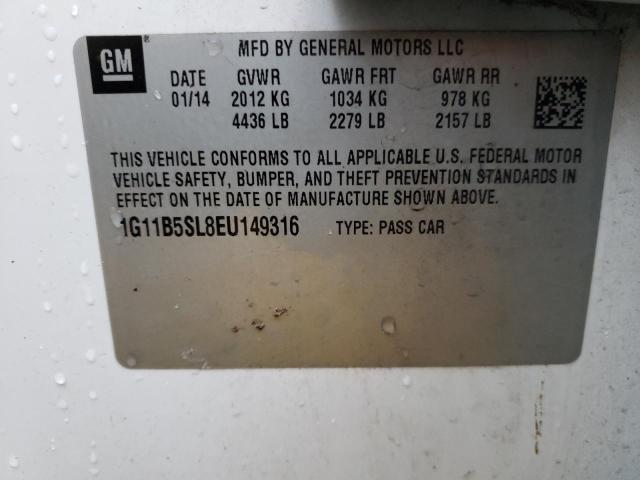 GM
MFD BY GENERAL MOTORS LLC
DATE GVWR GAWR FRT GAWR RR
01/14 2012 KG 1034 KG 978 KG
4436 LB 2279 LB 2157 LB
THIS VEHICLE CONFORMS TO ALL APPLICABLE U.S. FEDERAL MOTOR
VEHICLE SAFETY, BUMPER, AND THEFT PREVENTION STANDARDS IN
EFFECT ON THE DATE OF MANUFACTURE SHOWN ABOVE.
1G11B5SL8EU149316 TYPE: PASS CAR